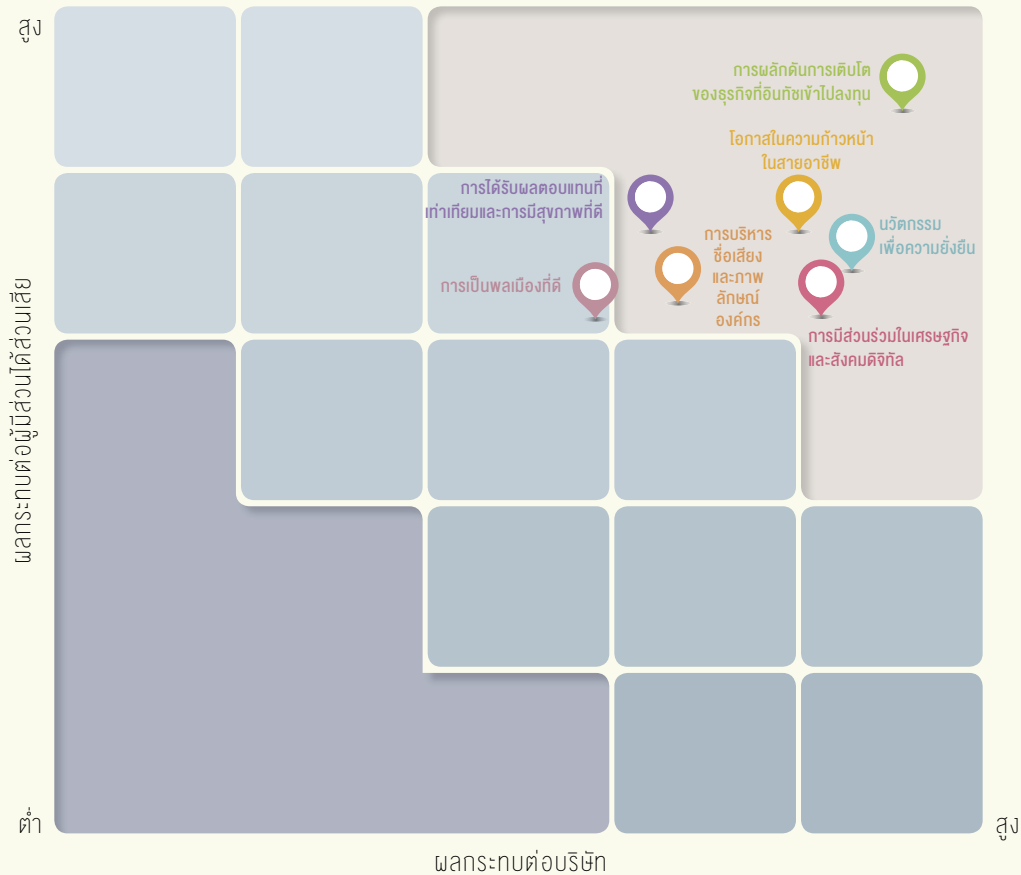 สูง
การผลักดันการเติบโต
ของธุรกิจที่อินทัชเข้าไปลงทุน
โอกาสในความก้าวหน้า
ในสายอาชีพ
การได้รับผลตอบแทนที่
เท่าเทียมและการมีสุขภาพที่ดี
นวัตกรรม
เพื่อความยั่งยืน
การบริหาร
ชื่อเสียง
และภาพ
ลักษณ์
องค์กร
การเป็นพลเมืองที่ดี
การมีส่วนร่วมในเศรษฐกิจ
และสังคมดิจิทัล
ผลกระทบต่อผู้มีส่วนได้ส่วนเสีย
ต่ำ
สูง
ผลกระทบต่อบริษัท